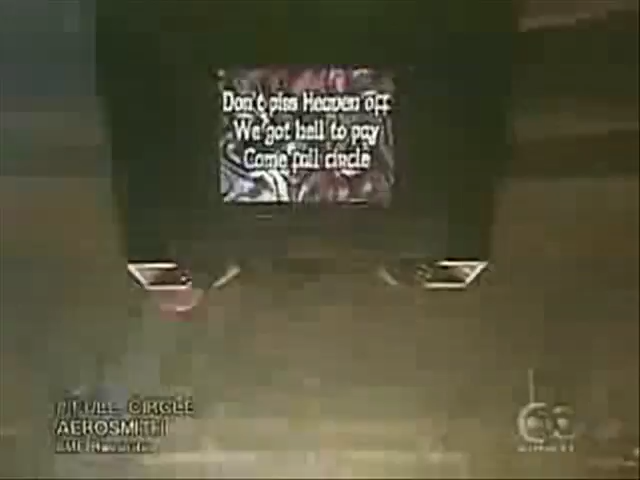 Don't piss Heaven off
We got hell to pay
Come full circle
FULL CIRCLE
AEROSMITH